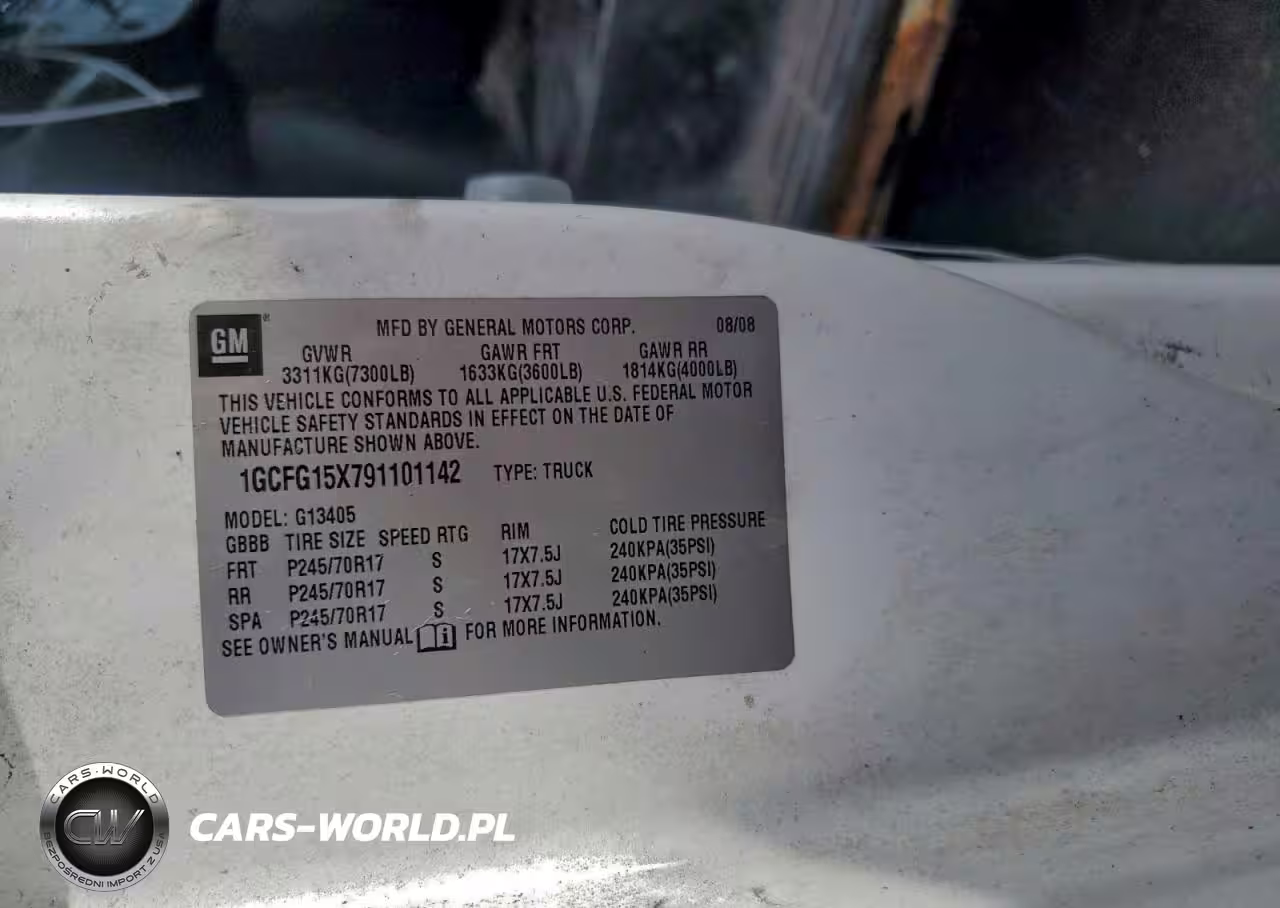 GM®
MFD BY GENERAL MOTORS CORP. 08/08
GVWR GAWR FRT GAWR RR
3311KG(7300LB) 1633KG(3600LB) 1814KG(4000LB)
THIS VEHICLE CONFORMS TO ALL APPLICABLE U.S. FEDERAL MOTOR
VEHICLE SAFETY STANDARDS IN EFFECT ON THE DATE OF
MANUFACTURE SHOWN ABOVE.
1GCFG15X791101142 TYPE: TRUCK
MODEL: G13405
GBBB TIRE SIZE SPEED RTG RIM COLD TIRE PRESSURE
FRT P245/70R17 S 17X7.5J 240KPA(35PSI)
RR P245/70R17 S 17X7.5J 240KPA(35PSI)
SPA P245/70R17 S 17X7.5J 240KPA(35PSI)
SEE OWNER'S MANUAL i FOR MORE INFORMATION.
CARS-WORLD
CW
BEZPOŚREDNI IMPORT Z USA
CARS-WORLD.PL